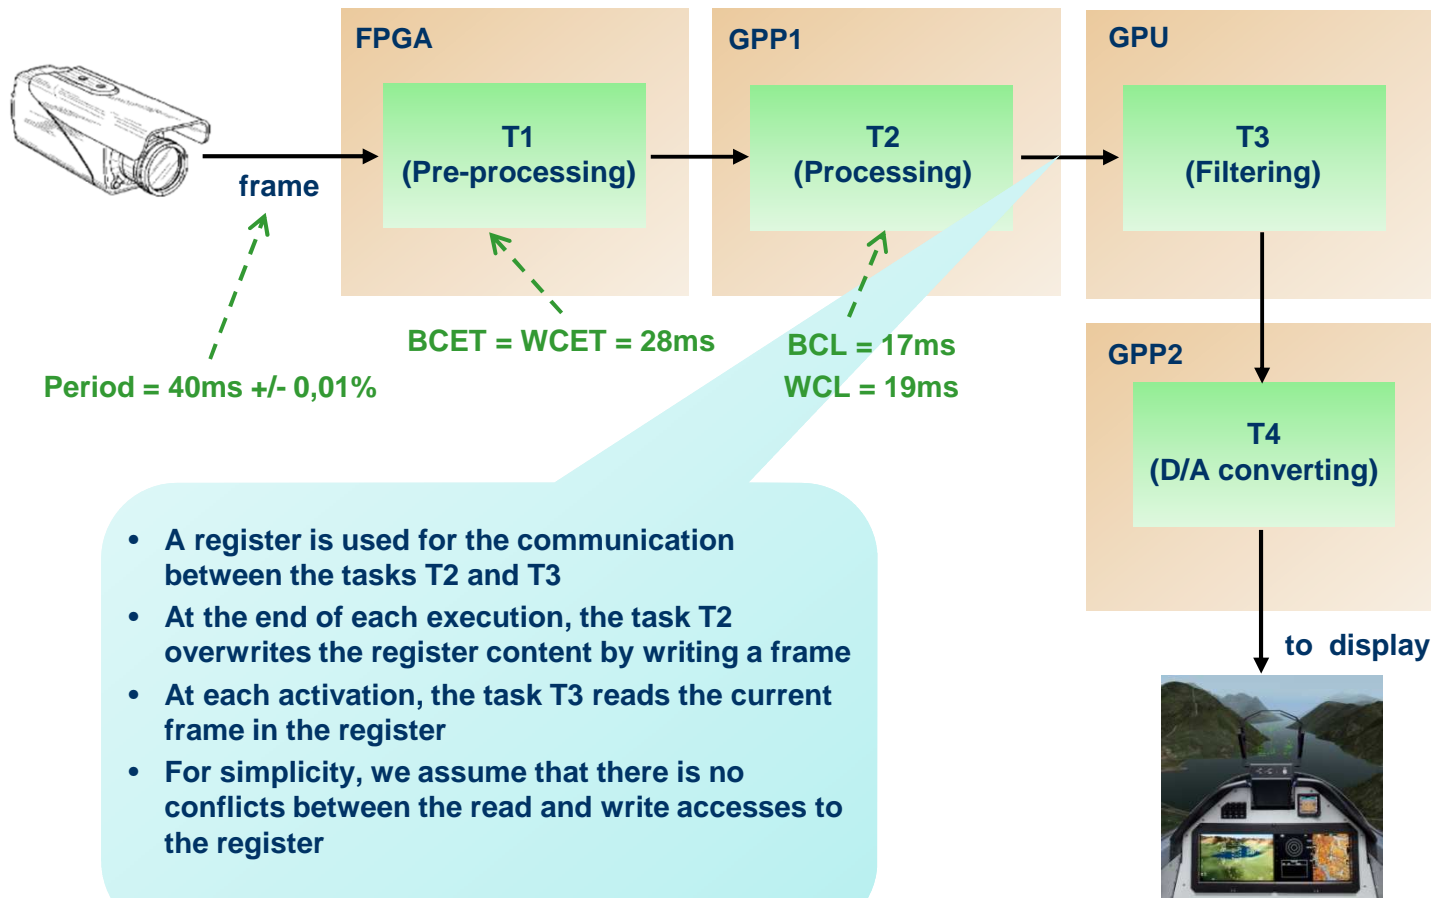 FPGA
GPP1
GPU
T1
(Pre-processing)
T2
(Processing)
T3
(Filtering)
frame
BCET = WCET = 28ms
BCL = 17ms
WCL = 19ms
Period = 40ms +/- 0,01%
GPP2
T4
(D/A converting)
• A register is used for the communication
between the tasks T2 and T3
• At the end of each execution, the task T2
overwrites the register content by writing a frame
• At each activation, the task T3 reads the current
frame in the register
• For simplicity, we assume that there is no
conflicts between the read and write accesses to
the register
to display